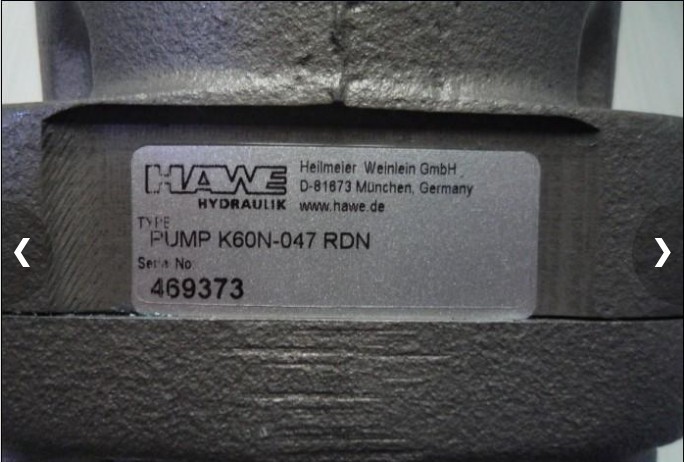 HAWE
HYDRAULIK
Heilmeier Weinlein GmbH
D-81673 München, Germany
www.hawe.de
TYPE
PUMP K60N-047 RDN
Serie No
469373